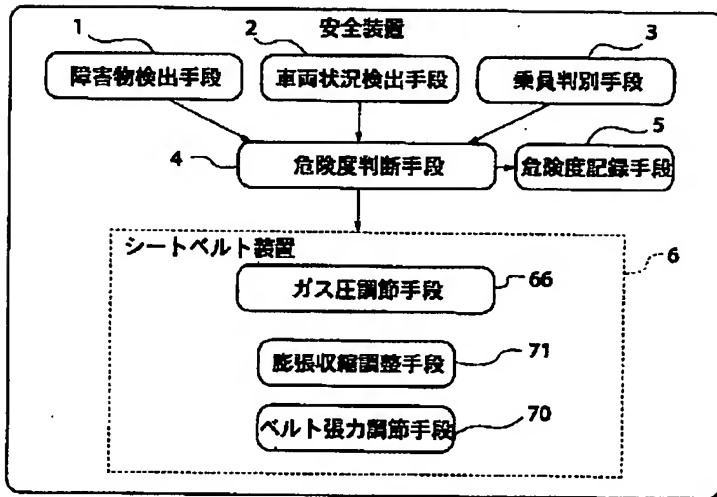 安全装置
1
2
3
障害物検出手段
車両状況検出手段
乗員判別手段
5
4
危険度判断手段
危険度記録手段
シートベルト装置
6
ガス圧調節手段
66
膨張収縮調整手段
71
ベルト張力調節手段
70